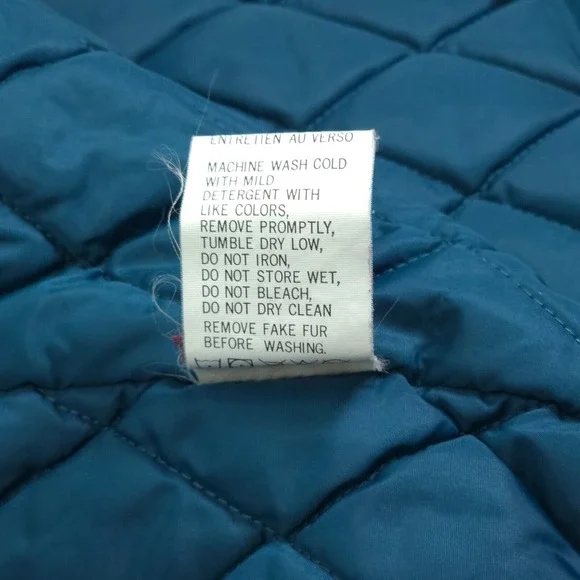 ENTRETIEN AU VERSO
MACHINE WASH COLD
WITH MILD
DETERGENT WITH
LIKE COLORS,
REMOVE PROMPTLY,
TUMBLE DRY LOW,
DO NOT IRON,
DO NOT STORE WET,
DO NOT BLEACH,
DO NOT DRY CLEAN
REMOVE FAKE FUR
BEFORE WASHING.